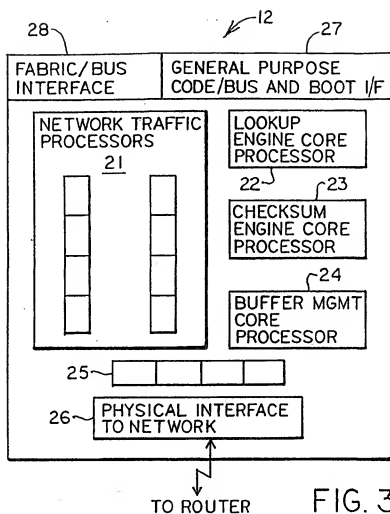 28
12
27
FABRIC/BUS
INTERFACE
GENERAL PURPOSE
CODE/BUS AND BOOT I/F
NETWORK TRAFFIC
PROCESSORS
21
LOOKUP
ENGINE CORE
PROCESSOR
22
23
CHECKSUM
ENGINE CORE
PROCESSOR
24
BUFFER MGMT
CORE
PROCESSOR
25
26
PHYSICAL INTERFACE
TO NETWORK
TO ROUTER
FIG. 3